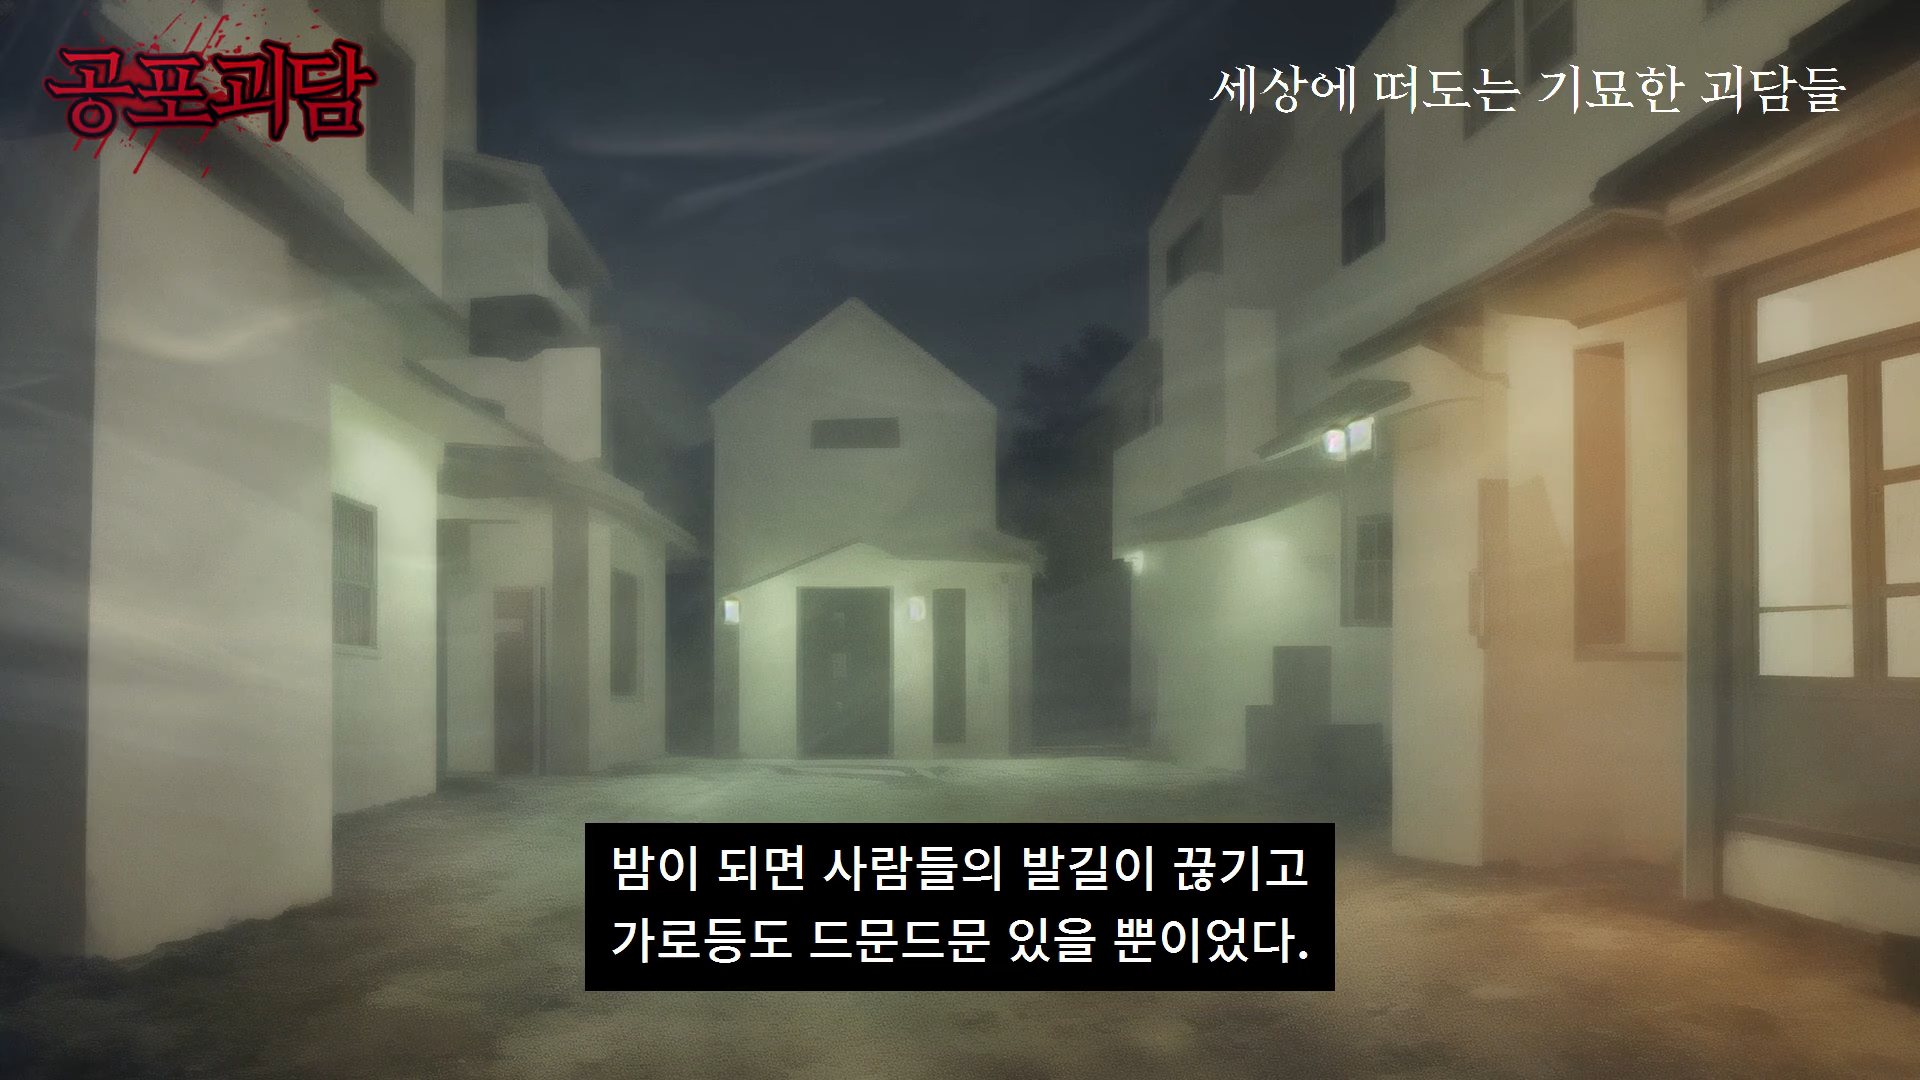 공포괴담
세상에 떠도는 기묘한 괴담들
밤이 되면 사람들의 발길이 끊기고
가로등도 드문드문 있을 뿐이었다.